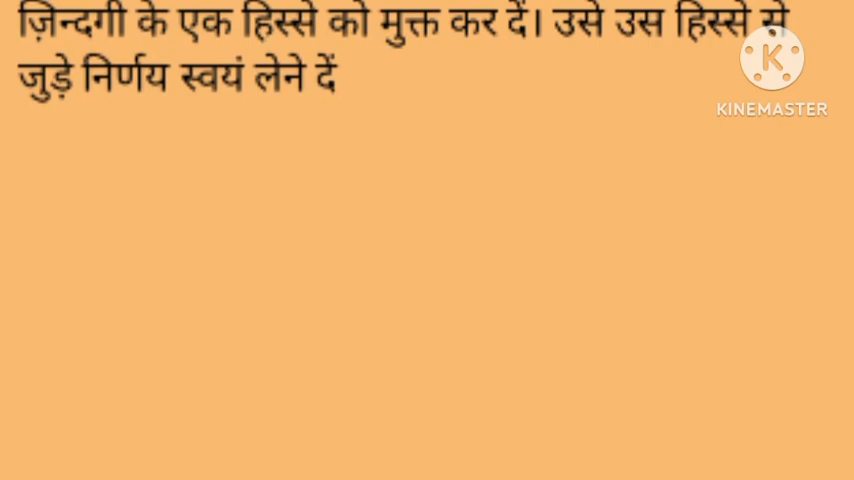 ज़िन्दगी के एक हिस्से को मुक्त कर दें। उसे उस हिस्से से
जुड़े निर्णय स्वयं लेने दें
K
KINEMASTER